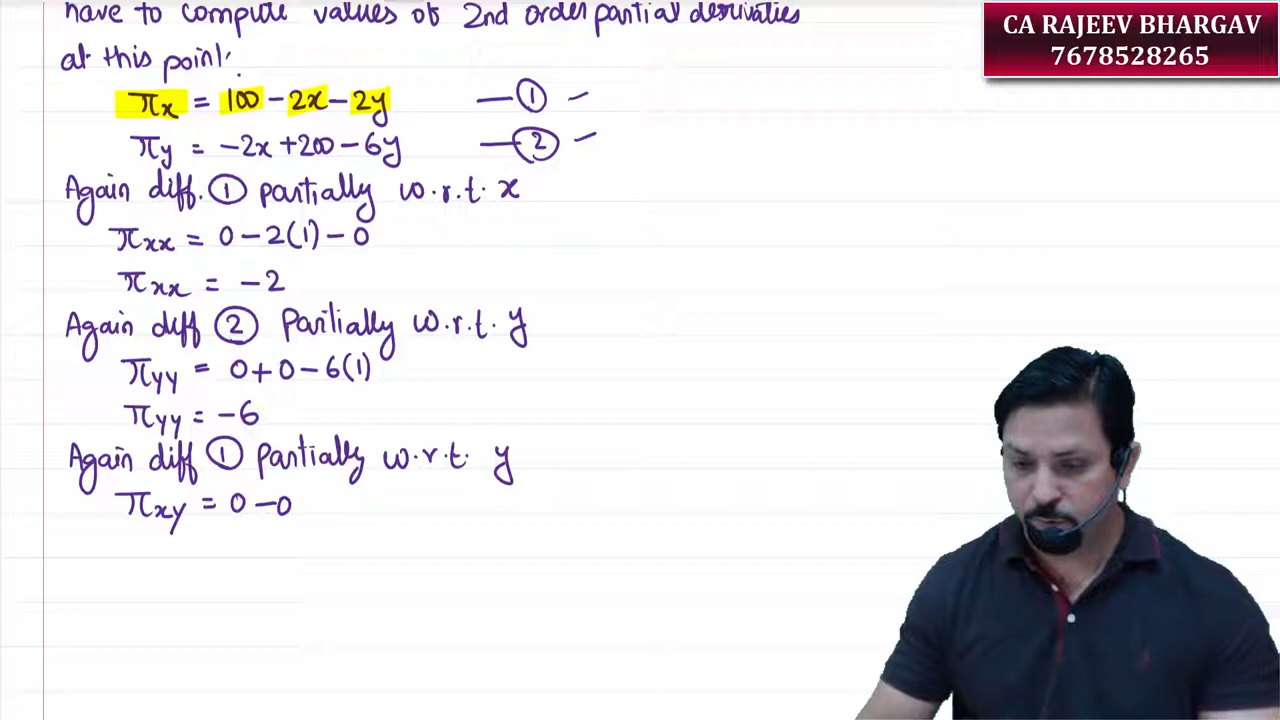 have to compute values of 2nd order partial derivaties
at this point.
πx = 100 - 2x - 2y —①
πy = -2x + 200 - 6y —②
Again diff. ① partially w.r.t. x
πxx = 0 - 2(1) - 0
πxx = -2
Again diff ② Partially w.r.t. y
πyy = 0 + 0 - 6(1)
πyy = -6
Again diff ① partially w.r.t. y
πxy = 0 - 0
CA RAJEEV BHARGAV
7678528265